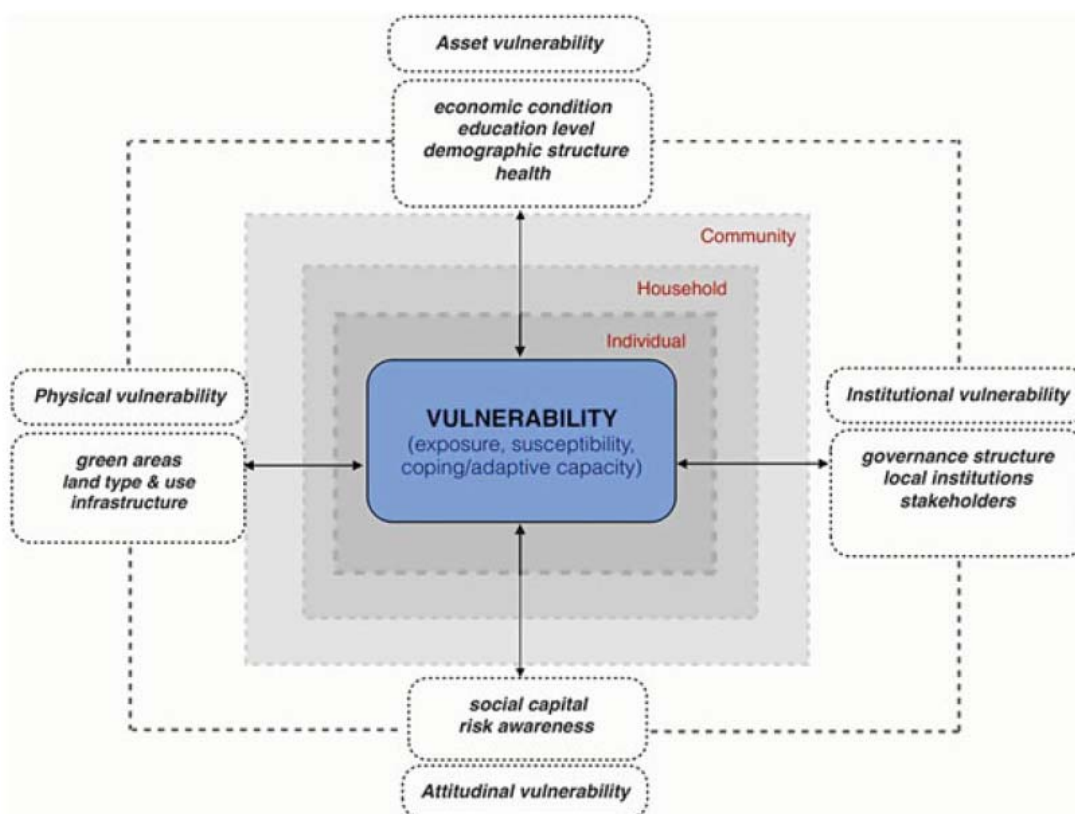 Asset vulnerability
economic condition
education level
demographic structure
health
Community
Household
Individual
Physical vulnerability
green areas
land type & use
infrastructure
VULNERABILITY
(exposure, susceptibility,
coping/adaptive capacity)
Institutional vulnerability
governance structure
local institutions
stakeholders
social capital
risk awareness
Attitudinal vulnerability